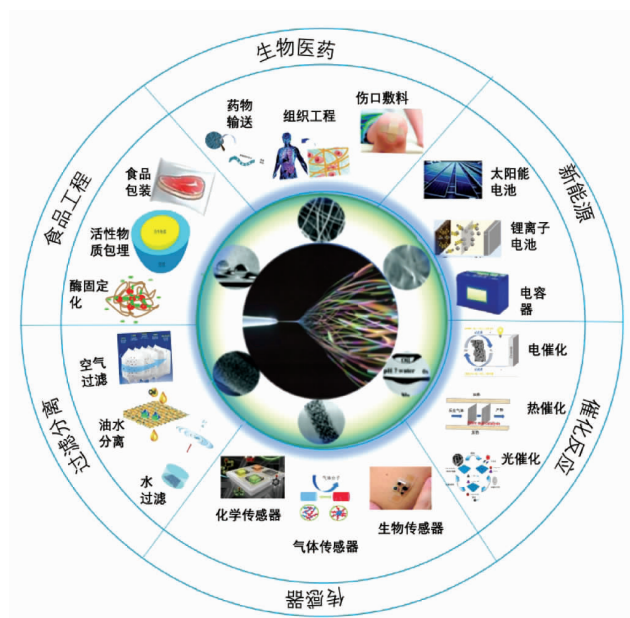 生物医药
药物
输送
组织工程
伤口敷料
新能源
太阳能
电池
锂离子
电池
电容
器
催化反应
电催化
热催化
光催化
传感器
生物传感器
气体传感器
化学传感器
过滤分离
空气
过滤
油水
分离
水
过滤
食品工程
食品
包装
活性物
质包埋
酶固定
化